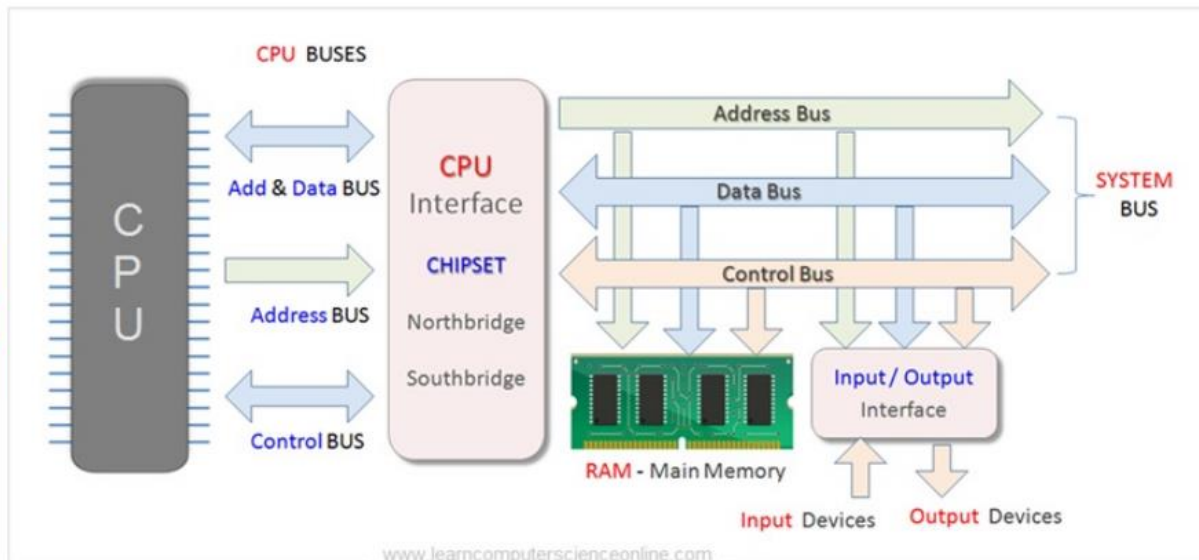 CPU BUSES
C
P
U
Add & Data BUS
Address BUS
Control BUS
CPU
Interface
CHIPSET
Northbridge
Southbridge
Address Bus
Data Bus
Control Bus
SYSTEM
BUS
RAM - Main Memory
Input / Output
Interface
Input Devices
Output Devices
www.learncomputerscienceonline.com